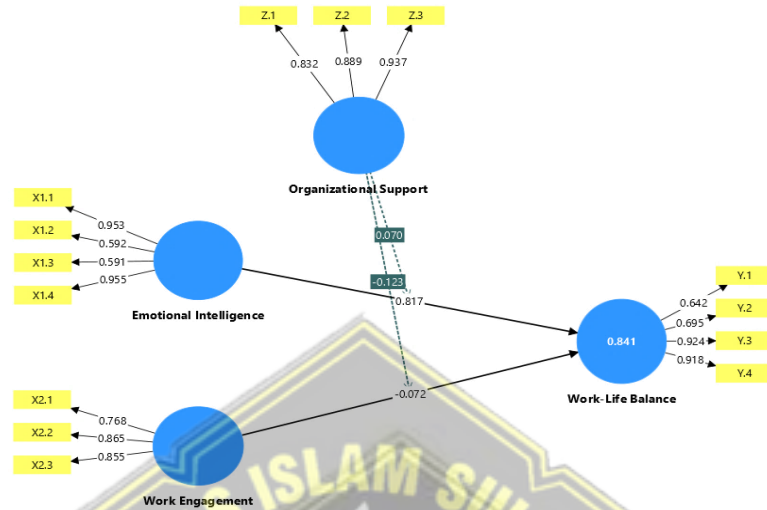 Z.1
Z.2
Z.3
0.832
0.889
0.937
Organizational Support
X1.1
X1.2
X1.3
X1.4
0.953
0.592
0.591
0.955
Emotional Intelligence
0.070
-0.123
0.817
-0.072
0.841
Work-Life Balance
0.642
0.695
0.924
0.918
Y.1
Y.2
Y.3
Y.4
X2.1
X2.2
X2.3
0.768
0.865
0.855
Work Engagement
ISLAM